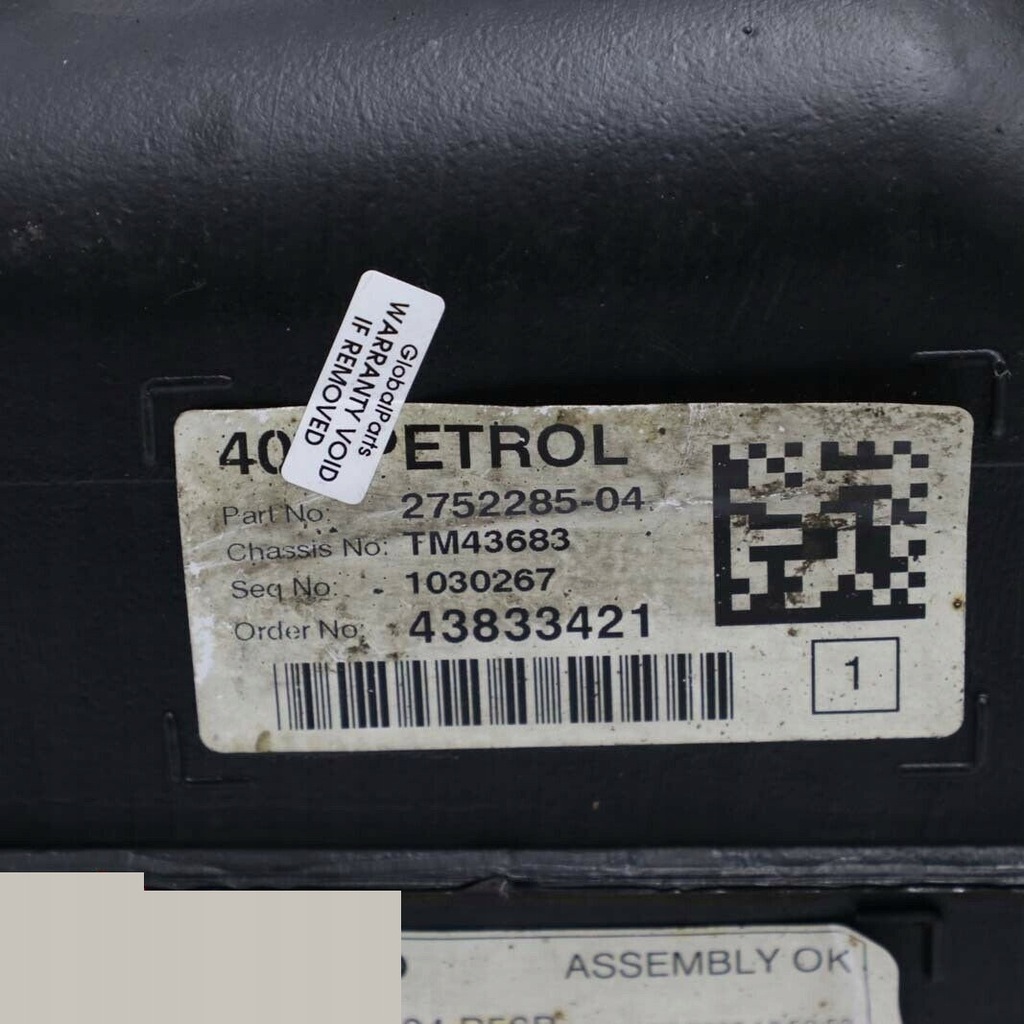 GlobalParts
WARRANTY VOID
IF REMOVED
PETROL
Part No: 2752285-04
Chassis No: TM43683
Seq No: 1030267
Order No: 43833421
1
ASSEMBLY OK